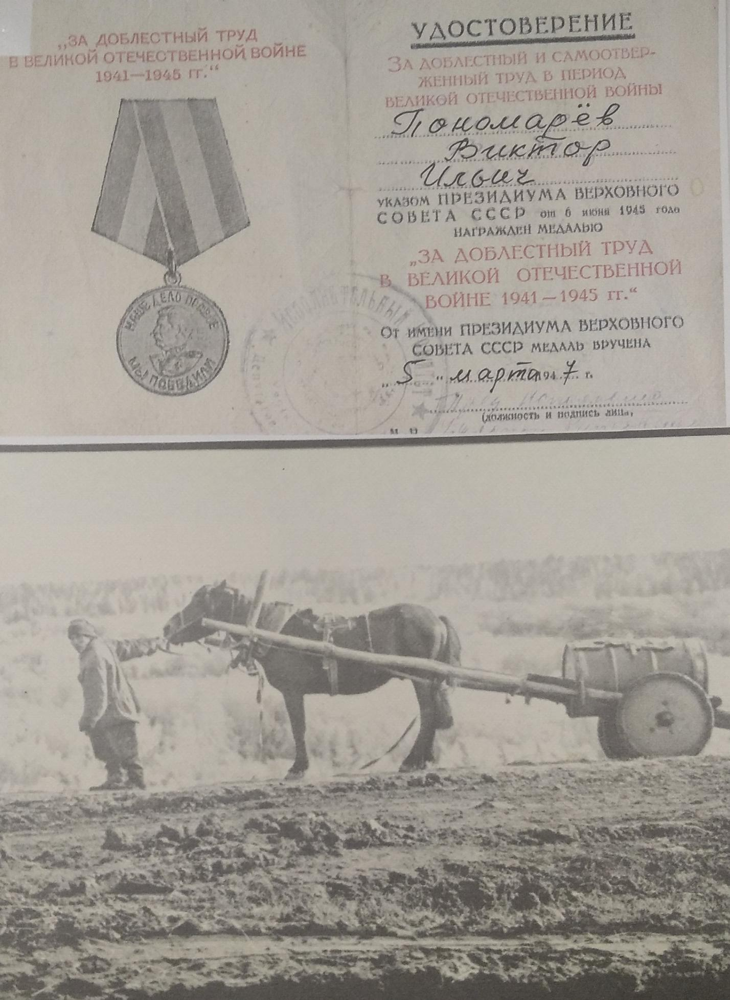 „ЗА ДОБЛЕСТНЫЙ ТРУД
В ВЕЛИКОЙ ОТЕЧЕСТВЕННОЙ ВОЙНЕ
1941—1945 гг.“
НАШЕ ДЕЛО ПРАВОЕ
МЫ ПОБЕДИЛИ
УДОСТОВЕРЕНИЕ
ЗА ДОБЛЕСТНЫЙ И САМООТВЕР-
ЖЕННЫЙ ТРУД В ПЕРИОД
ВЕЛИКОЙ ОТЕЧЕСТВЕННОЙ ВОЙНЫ
Пономарёв
Виктор
Ильич
УКАЗОМ ПРЕЗИДИУМА ВЕРХОВНОГО
СОВЕТА СССР от 6 июня 1945 года
НАГРАЖДЕН МЕДАЛЬЮ
„ЗА ДОБЛЕСТНЫЙ ТРУД
В ВЕЛИКОЙ ОТЕЧЕСТВЕННОЙ
ВОЙНЕ 1941—1945 гг.“
ОТ ИМЕНИ ПРЕЗИДИУМА ВЕРХОВНОГО
СОВЕТА СССР МЕДАЛЬ ВРУЧЕНА
„5“ марта 1947 г.
(должность и подпись лица,
Исполнительный